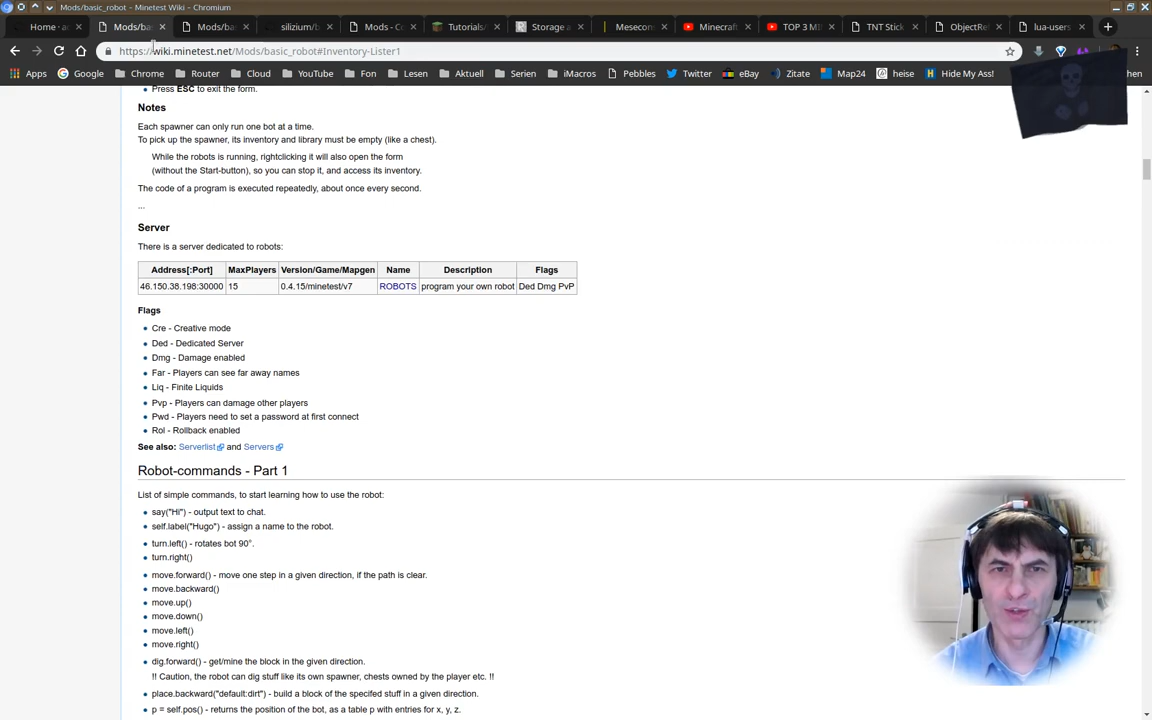 Mods/basic_robot - Minetest Wiki - Chromium
Home · a
Mods/bas
Mods/bas
silizium/b
Mods - Co
Tutorials/
Storage a
Mesecon
Minecraft
TOP 3 MI
TNT Stick
ObjectRe
lua-users
https://wiki.minetest.net/Mods/basic_robot#Inventory-Lister1
Apps Google Chrome Router Cloud YouTube Fon Lesen Aktuell Serien iMacros Pebbles Twitter eBay Zitate Map24 heise Hide My Ass! hen
Press ESC to exit the form.
Notes
Each spawner can only run one bot at a time.
To pick up the spawner, its inventory and library must be empty (like a chest).
While the robots is running, rightclicking it will also open the form
(without the Start-button), so you can stop it, and access its inventory.
The code of a program is executed repeatedly, about once every second.
...
Server
There is a server dedicated to robots:
Address[:Port] MaxPlayers Version/Game/Mapgen Name Description Flags
46.150.38.198:30000 15 0.4.15/minetest/v7 ROBOTS program your own robot Ded Dmg PvP
Flags
Cre - Creative mode
Ded - Dedicated Server
Dmg - Damage enabled
Far - Players can see far away names
Liq - Finite Liquids
Pvp - Players can damage other players
Pwd - Players need to set a password at first connect
Rol - Rollback enabled
See also: Serverlist and Servers
Robot-commands - Part 1
List of simple commands, to start learning how to use the robot:
say("Hi") - output text to chat.
self.label("Hugo") - assign a name to the robot.
turn.left() - rotates bot 90°.
turn.right()
move.forward() - move one step in a given direction, if the path is clear.
move.backward()
move.up()
move.down()
move.left()
move.right()
dig.forward() - get/mine the block in the given direction.
!! Caution, the robot can dig stuff like its own spawner, chests owned by the player etc. !!
place.backward("default:dirt") - build a block of the specifed stuff in a given direction.
p = self.pos() - returns the position of the bot, as a table p with entries for x, y, z.